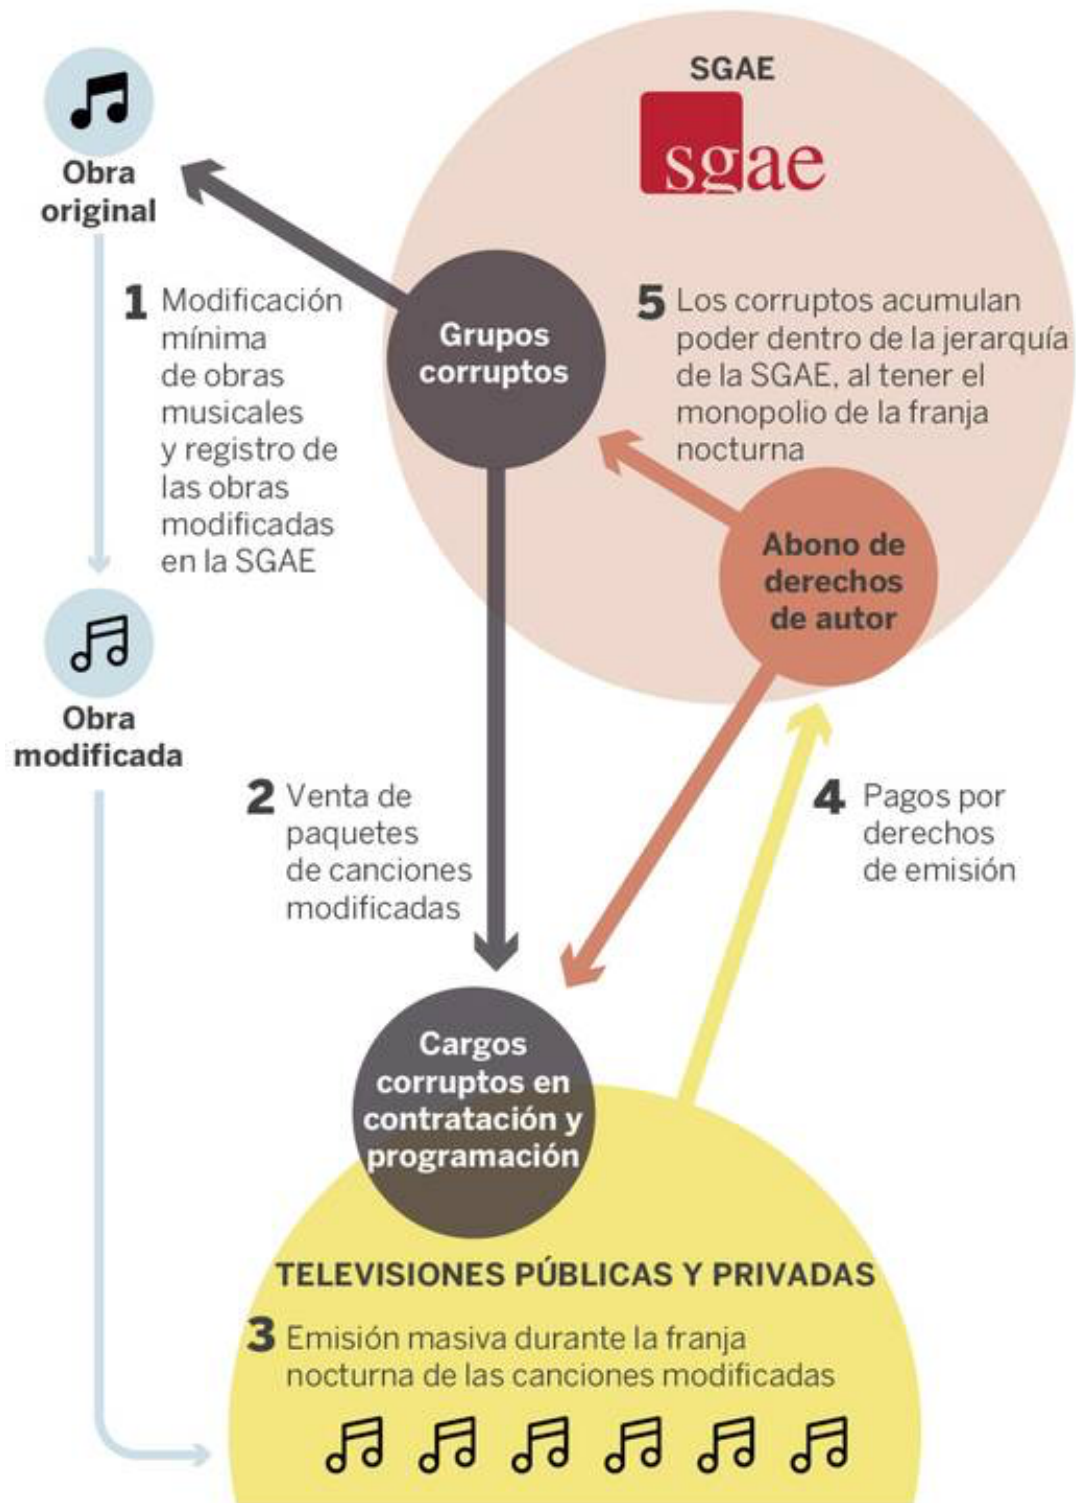 SGAE
sgae
Obra
original
1 Modificación
mínima
de obras
musicales
y registro de
las obras
modificadas
en la SGAE
Grupos
corruptos
5 Los corruptos acumulan
poder dentro de la jerarquía
de la SGAE, al tener el
monopolio de la franja
nocturna
Abono de
derechos
de autor
Obra
modificada
2 Venta de
paquetes
de canciones
modificadas
4 Pagos por
derechos
de emisión
Cargos
corruptos en
contratación y
programación
TELEVISIONES PÚBLICAS Y PRIVADAS
3 Emisión masiva durante la franja
nocturna de las canciones modificadas